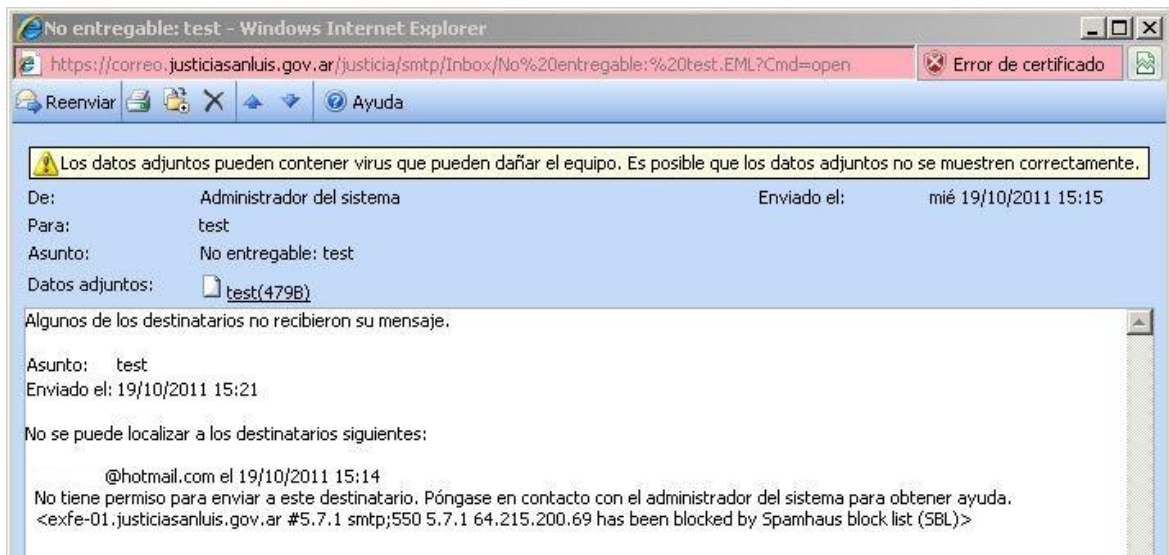 No entregable: test - Windows Internet Explorer
https://correo.justiciasanluis.gov.ar/justicia/smtp/Inbox/No%20entregable:%20test.EML?Cmd=open Error de certificado
Reenviar Ayuda
Los datos adjuntos pueden contener virus que pueden dañar el equipo. Es posible que los datos adjuntos no se muestren correctamente.
De: Administrador del sistema Enviado el: mié 19/10/2011 15:15
Para: test
Asunto: No entregable: test
Datos adjuntos: test(479B)
Algunos de los destinatarios no recibieron su mensaje.
Asunto: test
Enviado el: 19/10/2011 15:21
No se puede localizar a los destinatarios siguientes:
@hotmail.com el 19/10/2011 15:14
No tiene permiso para enviar a este destinatario. Póngase en contacto con el administrador del sistema para obtener ayuda.
<exfe-01.justiciasanluis.gov.ar #5.7.1 smtp;550 5.7.1 64.215.200.69 has been blocked by Spamhaus block list (SBL)>